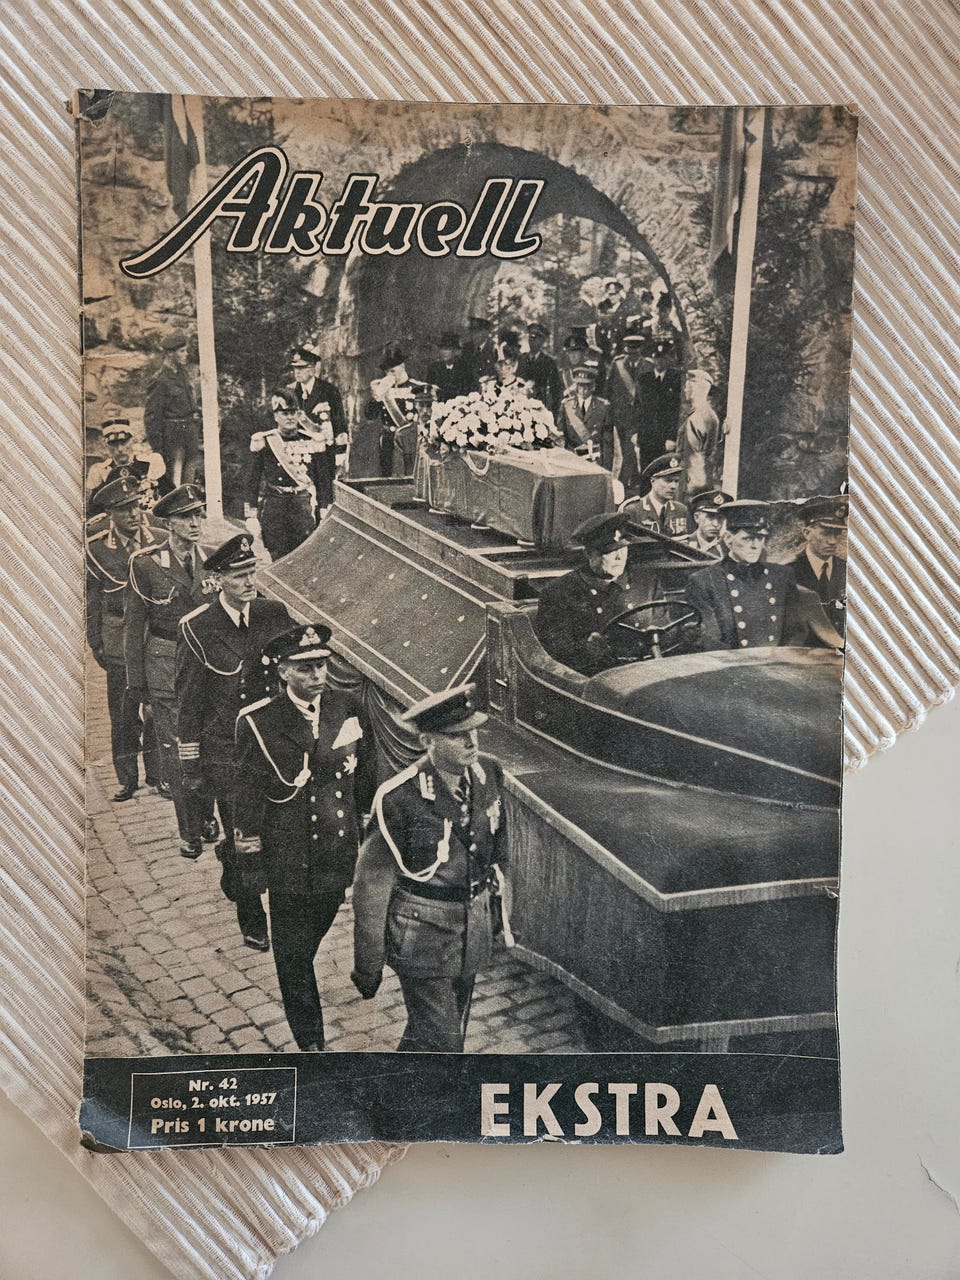 Aktuell
Nr. 42
Oslo, 2. okt. 1957
Pris 1 krone
EKSTRA